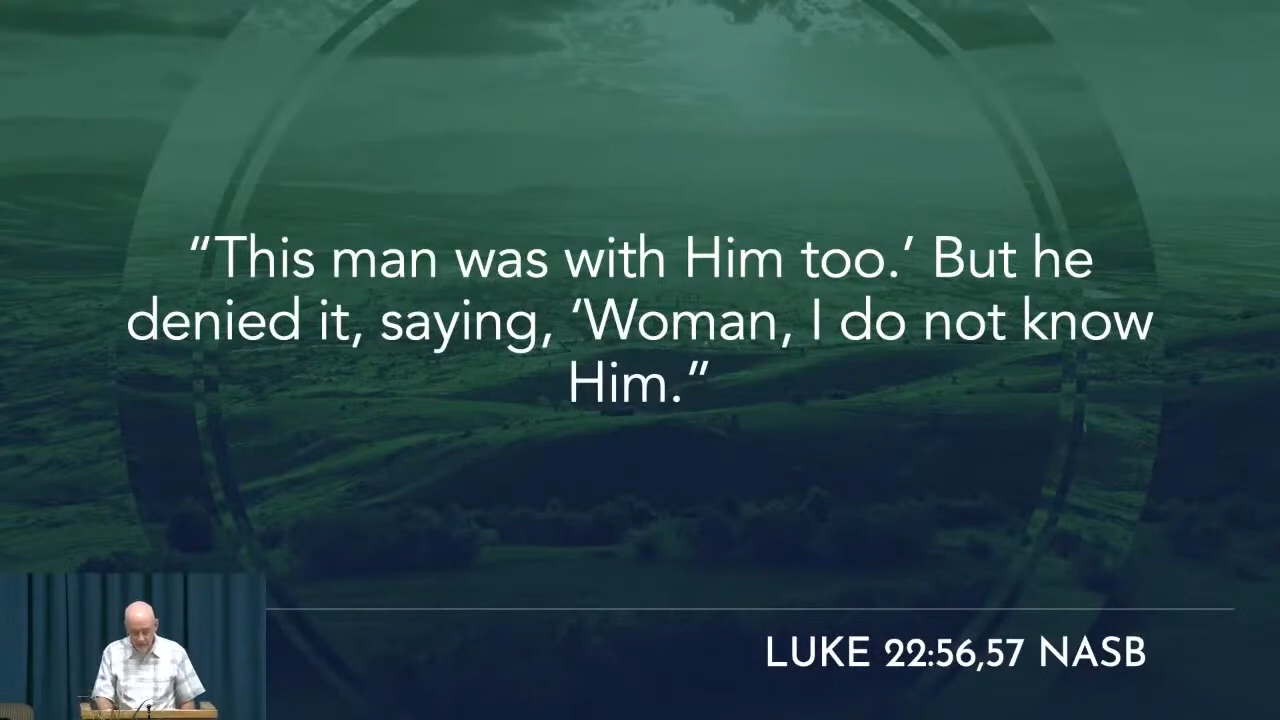 “This man was with Him too.’ But he
denied it, saying, ‘Woman, I do not know
Him.”
LUKE 22:56,57 NASB